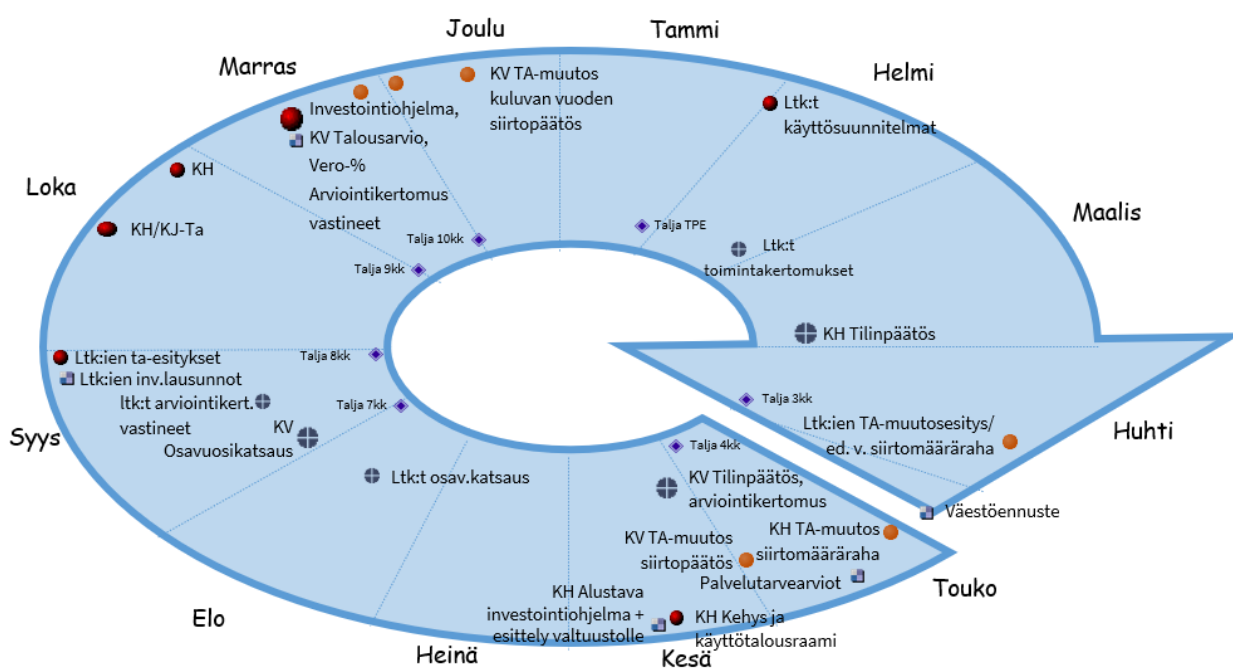 Joulu
Tammi
Marras
Helmi
KV TA-muutos
kuluvan vuoden
siirtopäätös
Ltk:t
käyttösuunnitelmat
Investointiohjelma,
KV Talousarvio,
Vero-%
Arviointikertomus
vastineet
KH
Loka
KH/KJ-Ta
Maalis
Talja TPE
Talja 10kk
Talja 9kk
Ltk:t
toimintakertomukset
KH Tilinpäätös
Ltk:ien ta-esitykset
Talja 8kk
Ltk:ien inv.lausunnot
ltk:t arviointikert.
vastineet
Talja 7kk
Talja 3kk
Syys
KV
Osavuosikatsaus
Ltk:ien TA-muutosesitys/
ed. v. siirtomääräraha
Huhti
Talja 4kk
Ltk:t osav.katsaus
KV Tilinpäätös,
arviointikertomus
Väestöennuste
KV TA-muutos
siirtopäätös
KH TA-muutos
siirtomääräraha
Palvelutarvearviot
Touko
KH Alustava
investointiohjelma +
esittely valtuustolle
KH Kehys ja
käyttötalousraami
Elo
Heinä
Kesä